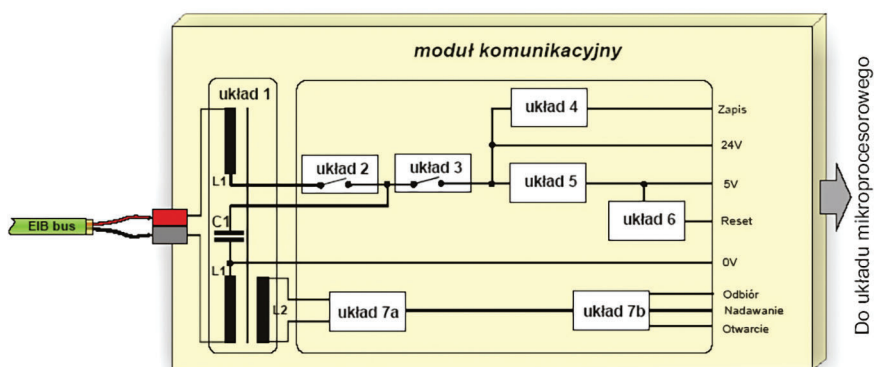 moduł komunikacyjny
układ 1
układ 4
Zapis
24V
układ 2
układ 3
L1
układ 5
5V
układ 6
Reset
EIB bus
C1
0V
L1
L2
układ 7a
układ 7b
Odbiór
Nadawanie
Otwarcie
Do układu mikroprocesorowego